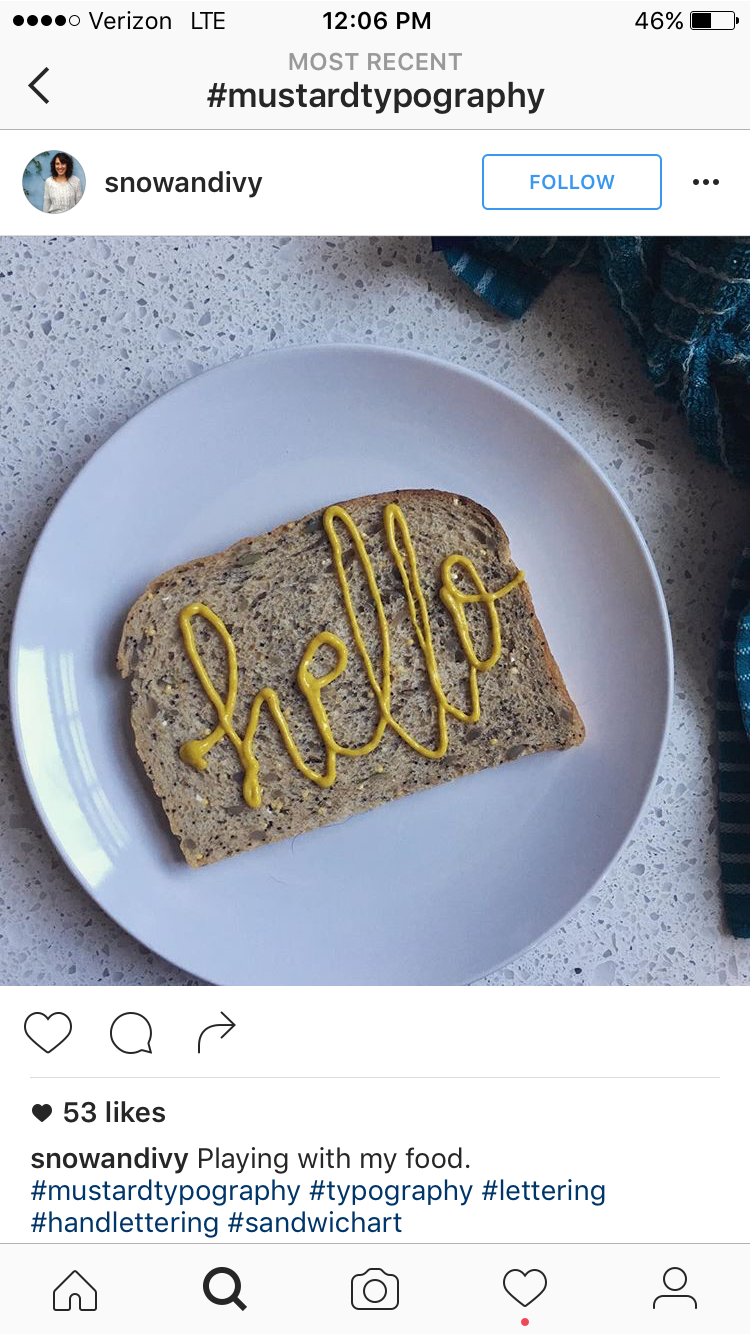 Verizon LTE 12:06 PM 46%
MOST RECENT
#mustardtypography
snowandivy FOLLOW
hello
53 likes
snowandivy Playing with my food.
#mustardtypography #typography #lettering
#handlettering #sandwichart